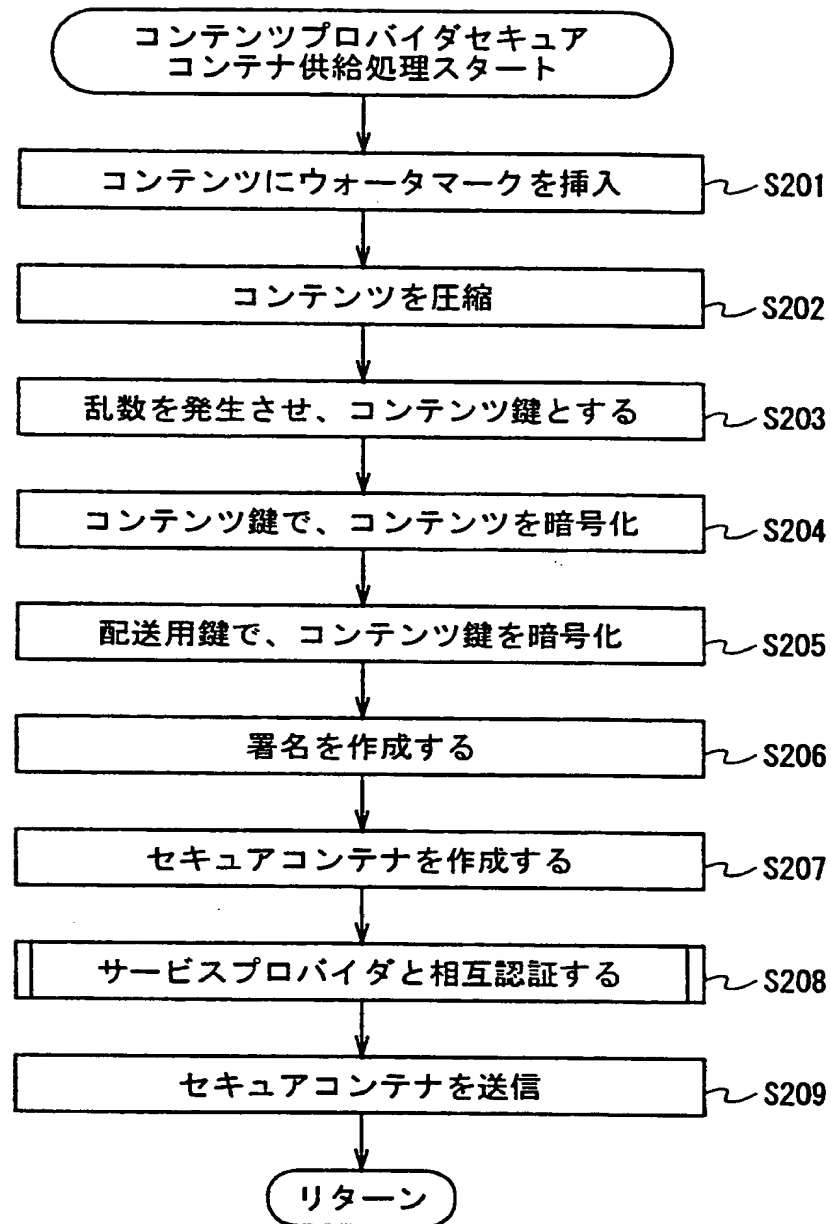 コンテンツプロバイダセキュア
コンテナ供給処理スタート
コンテンツにウォータマークを挿入
S201
コンテンツを圧縮
S202
乱数を発生させ、コンテンツ鍵とする
S203
コンテンツ鍵で、コンテンツを暗号化
S204
配送用鍵で、コンテンツ鍵を暗号化
S205
署名を作成する
S206
セキュアコンテナを作成する
S207
サービスプロバイダと相互認証する
S208
セキュアコンテナを送信
S209
リターン